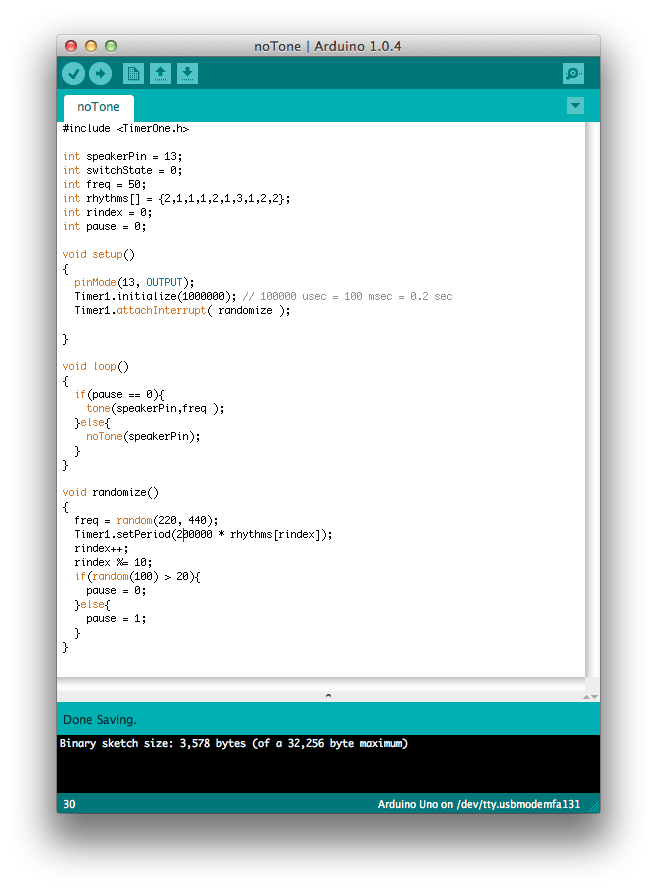 noTone | Arduino 1.0.4
noTone
#include <TimerOne.h>
int speakerPin = 13;
int switchState = 0;
int freq = 50;
int rhythms[] = {2,1,1,1,2,1,3,1,2,2};
int rindex = 0;
int pause = 0;
void setup()
{
  pinMode(13, OUTPUT);
  Timer1.initialize(1000000); // 100000 usec = 100 msec = 0.2 sec
  Timer1.attachInterrupt( randomize );
}
void loop()
{
  if(pause == 0){
    tone(speakerPin,freq );
  }else{
    noTone(speakerPin);
  }
}
void randomize()
{
  freq = random(220, 440);
  Timer1.setPeriod(200000 * rhythms[rindex]);
  rindex++;
  rindex %= 10;
  if(random(100) > 20){
    pause = 0;
  }else{
    pause = 1;
  }
}
Done Saving.
Binary sketch size: 3,578 bytes (of a 32,256 byte maximum)
30
Arduino Uno on /dev/tty.usbmodemfa131